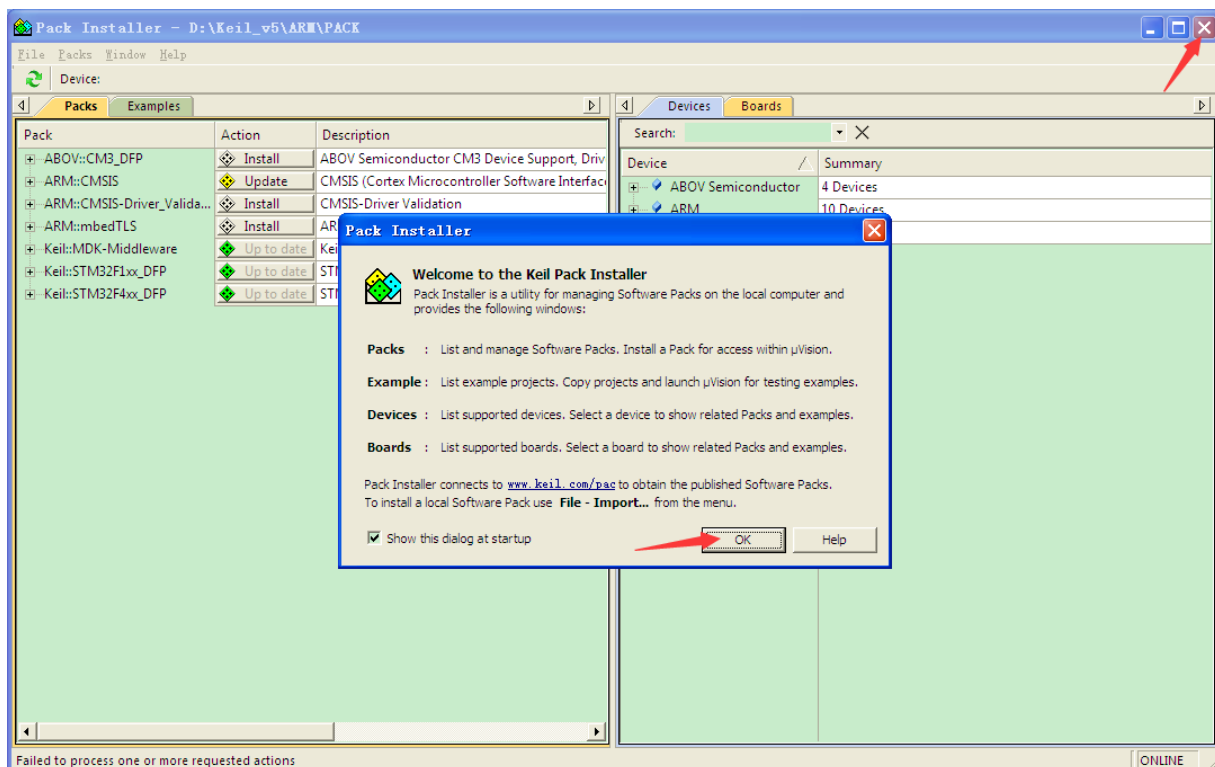 Pack Installer - D:\Keil_v5\ARM\PACK
File Packs Window Help
Device:
Packs Examples
Pack Action Description
ABOV::CM3_DFP Install ABOV Semiconductor CM3 Device Support, Driv
ARM::CMSIS Update CMSIS (Cortex Microcontroller Software Interfac
ARM::CMSIS-Driver_Valida... Install CMSIS-Driver Validation
ARM::mbedTLS Install AR
Keil::MDK-Middleware Up to date Kei
Keil::STM32F1xx_DFP Up to date ST
Keil::STM32F4xx_DFP Up to date ST
Devices Boards
Search:
Device Summary
ABOV Semiconductor 4 Devices
ARM 10 Devices
Pack Installer
Welcome to the Keil Pack Installer
Pack Installer is a utility for managing Software Packs on the local computer and
provides the following windows:
Packs : List and manage Software Packs. Install a Pack for access within µVision.
Example : List example projects. Copy projects and launch µVision for testing examples.
Devices : List supported devices. Select a device to show related Packs and examples.
Boards : List supported boards. Select a board to show related Packs and examples.
Pack Installer connects to www.keil.com/pac to obtain the published Software Packs.
To install a local Software Pack use File - Import... from the menu.
Show this dialog at startup
OK Help
Failed to process one or more requested actions
ONLINE